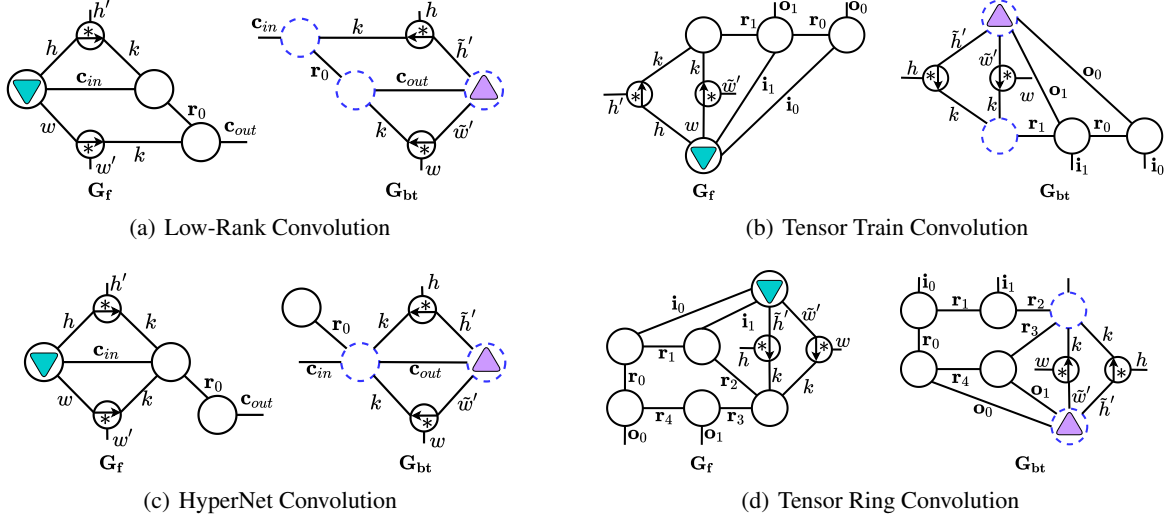 h′
*
h k
c_in
w r_0
* c_out
w′ k
G_f
h
c_in k *
r_0 h̃′
c_out
k w̃′
*
w
G_bt
(a) Low-Rank Convolution
o_1 o_0
r_1 r_0
k k
h′ * * w̃′ i_1
i_0
h w
G_f
h̃′ w̃′ o_0
h * * w
o_1
k k
r_1 r_0
i_1 i_0
G_bt
(b) Tensor Train Convolution
h′
*
h k
c_in
w k r_0
* c_out
w′
G_f
h
*
r_0 k h̃′
c_in c_out
k w̃′
*
w
G_bt
(c) HyperNet Convolution
i_0 i_1 h̃′ w̃′
r_1 h * * w
r_0 r_2 k k
r_4 r_3
o_0 o_1
G_f
i_0 i_1
r_1 r_2
r_0 r_3 k k
w * * h
r_4 o_1 w̃′ h̃′
o_0
G_bt
(d) Tensor Ring Convolution